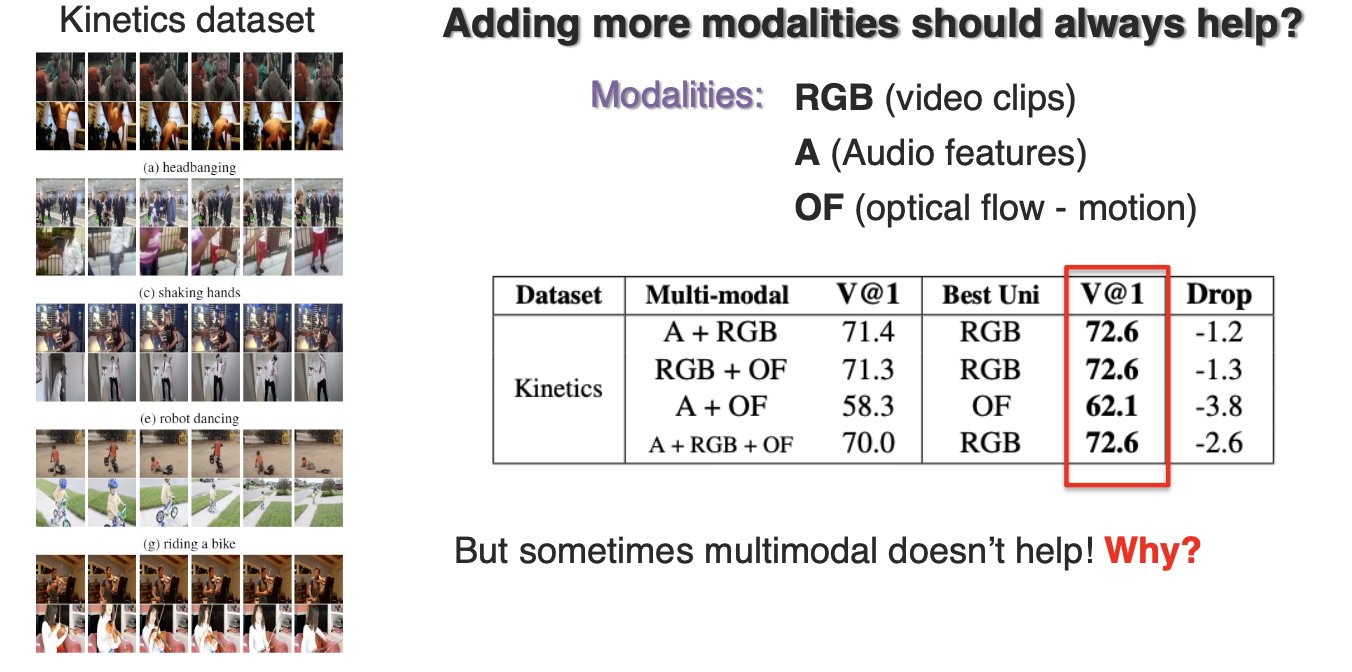 Kinetics dataset
(a) headbanging
(c) shaking hands
(e) robot dancing
(g) riding a bike
Adding more modalities should always help?
Modalities: RGB (video clips)
A (Audio features)
OF (optical flow - motion)
Dataset Multi-modal V@1 Best Uni V@1 Drop
A + RGB 71.4 RGB 72.6 -1.2
RGB + OF 71.3 RGB 72.6 -1.3
Kinetics
A + OF 58.3 OF 62.1 -3.8
A + RGB + OF 70.0 RGB 72.6 -2.6
But sometimes multimodal doesn't help! Why?